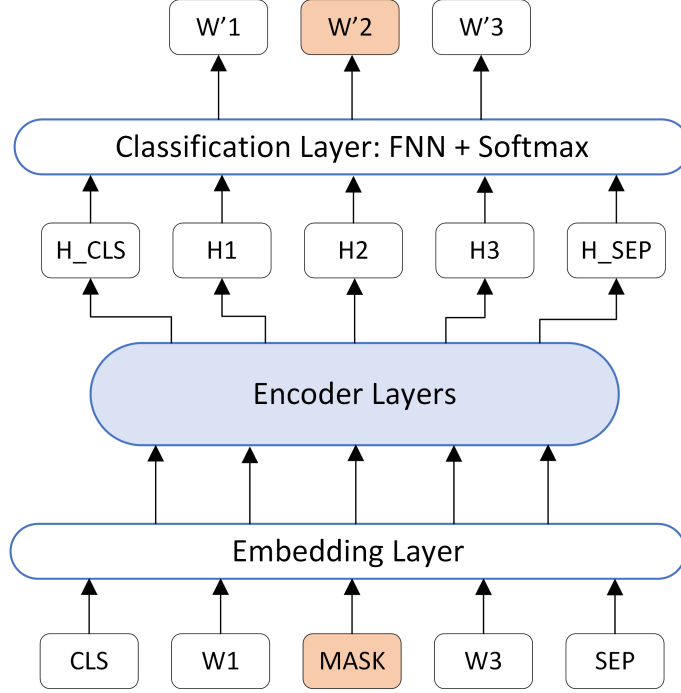 W’1 W’2 W’3
Classification Layer: FNN + Softmax
H_CLS H1 H2 H3 H_SEP
Encoder Layers
Embedding Layer
CLS W1 MASK W3 SEP